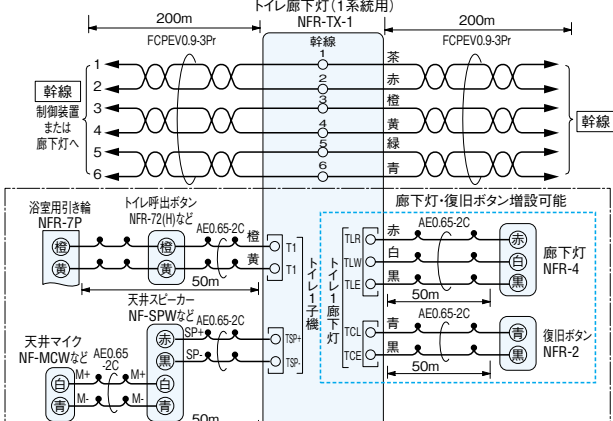 トイレ廊下灯(1系統用)
NFR-TX-1
200m
200m
FCPEV0.9-3Pr
幹線
FCPEV0.9-3Pr
1
1
茶
2
2
赤
幹線
制御装置
または
廊下灯へ
3
3
橙
4
4
黄
幹線
5
5
緑
6
6
青
浴室用引き輪
NFR-7P
トイレ呼出ボタン
NFR-72(H)など
AE0.65-2C
橙
橙
橙
T1
黄
黄
黄
T1
50m
トイレ1子機
トイレ1廊下灯
廊下灯・復旧ボタン増設可能
AE0.65-2C
TLR
赤
赤
TLW
白
白
TLE
黒
黒
廊下灯
NFR-4
50m
天井スピーカー
NF-SPWなど
AE0.65-2C
赤
SP+
TSP+
黒
SP-
TSP-
AE0.65-2C
TCL
青
青
TCE
黒
黒
復旧ボタン
NFR-2
50m
天井マイク
NF-MCWなど
AE0.65
-2C
白
M+
M+
白
青
M-
M-
青
50m